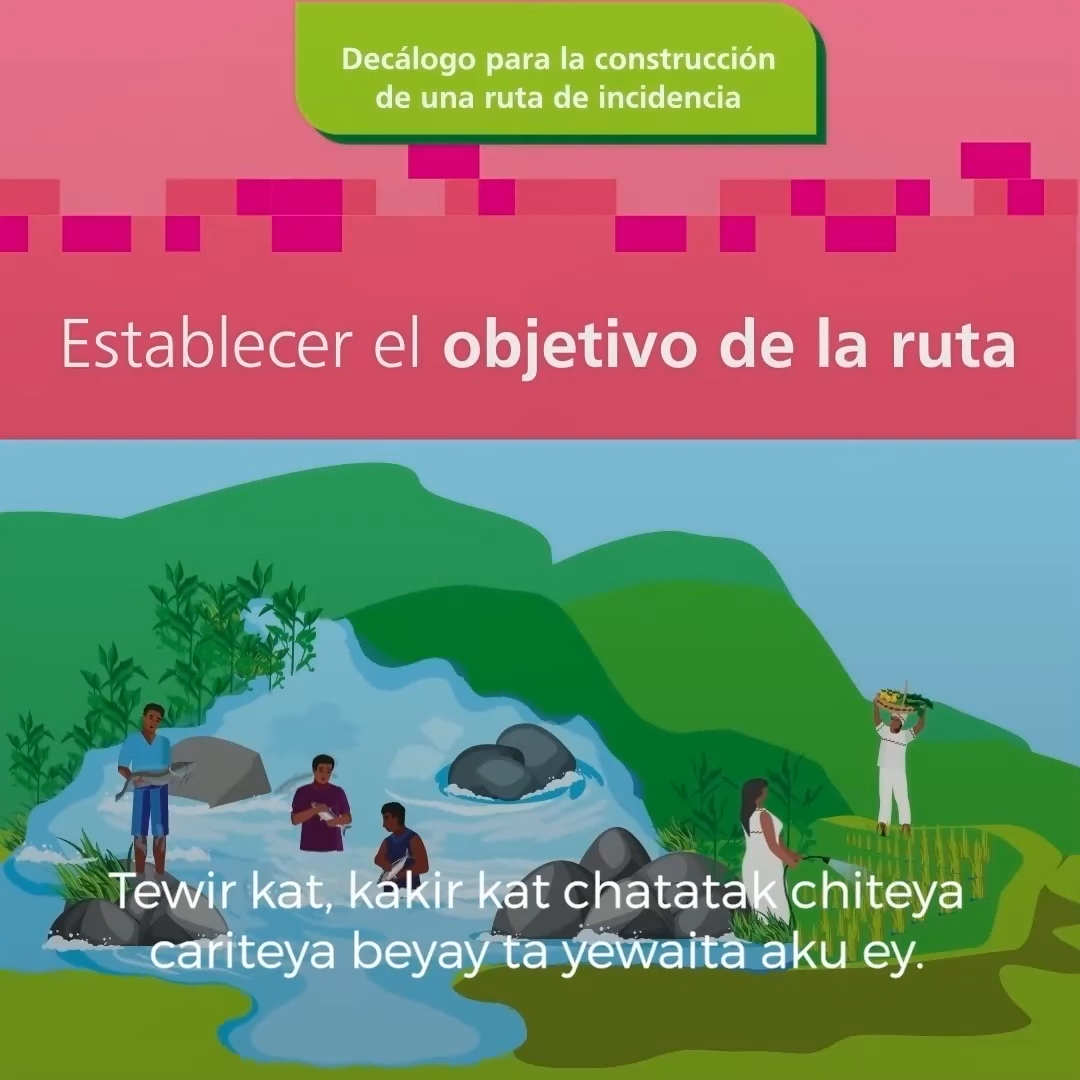 Decálogo para la construcción
de una ruta de incidencia
Establecer el objetivo de la ruta
Tewir kat, kakir kat chatatak chiteya
cariteya beyay ta yewaita aku ey.